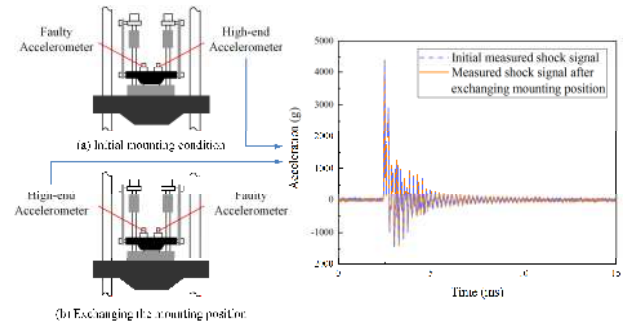 Faulty
Accelerometer
High-end
Accelerometer
(a) Initial mounting condition
High-end
Accelerometer
Faulty
Accelerometer
(b) Exchanging the mounting position
Initial measured shock signal
Measured shock signal after
exchanging mounting position
Acceleration (g)
5000
4000
3000
2000
1000
0
-1000
2000
0
5
10
15
Time (ms)